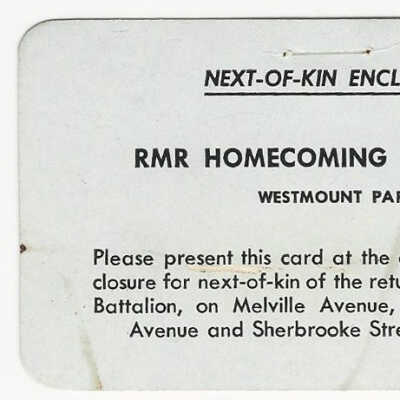 NEXT-OF-KIN ENCL
RMR HOMECOMING
WESTMOUNT PAR
Please present this card at the
closure for next-of-kin of the retu
Battalion, on Melville Avenue,
Avenue and Sherbrooke Stre